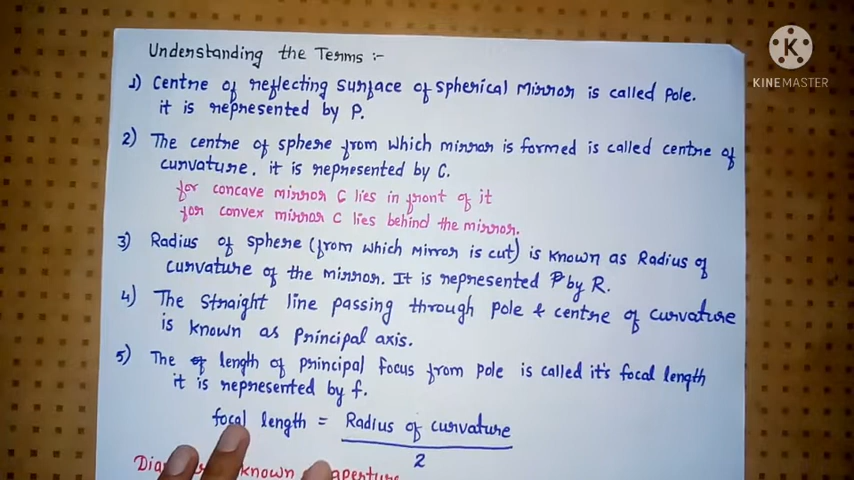 Understanding the Terms :-
K
KINEMASTER
1) Centre of reflecting surface of spherical Mirror is called Pole.
it is represented by P.
2) The centre of sphere from which mirror is formed is called centre of
curvature. it is represented by C.
for concave mirror C lies in front of it
for convex mirror C lies behind the mirror.
3) Radius of sphere (from which mirror is cut) is known as Radius of
curvature of the mirror. It is represented by R.
4) The straight line passing through pole & centre of curvature
is known as principal axis.
5) The length of principal focus from pole is called it's focal length
it is represented by f.
focal length = Radius of curvature
2
known aperture